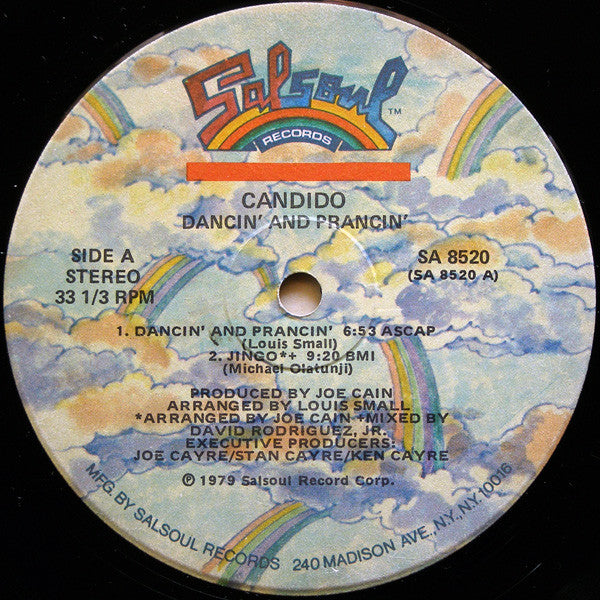 Salsoul TM
RECORDS
CANDIDO
DANCIN' AND PRANCIN'
SIDE A
STEREO
33 1/3 RPM
SA 8520
(SA 8520 A)
1. DANCIN' AND PRANCIN' 6:53 ASCAP
(Louis Small)
2. JINGO*+ 9:20 BMI
(Michael Olatunji)
PRODUCED BY JOE CAIN
ARRANGED BY LOUIS SMALL
*ARRANGED BY JOE CAIN +MIXED BY
DAVID RODRIGUEZ, JR.
EXECUTIVE PRODUCERS:
JOE CAYRE/STAN CAYRE/KEN CAYRE
℗ 1979 Salsoul Record Corp.
MFG. BY SALSOUL RECORDS 240 MADISON AVE., N.Y., N.Y. 10016